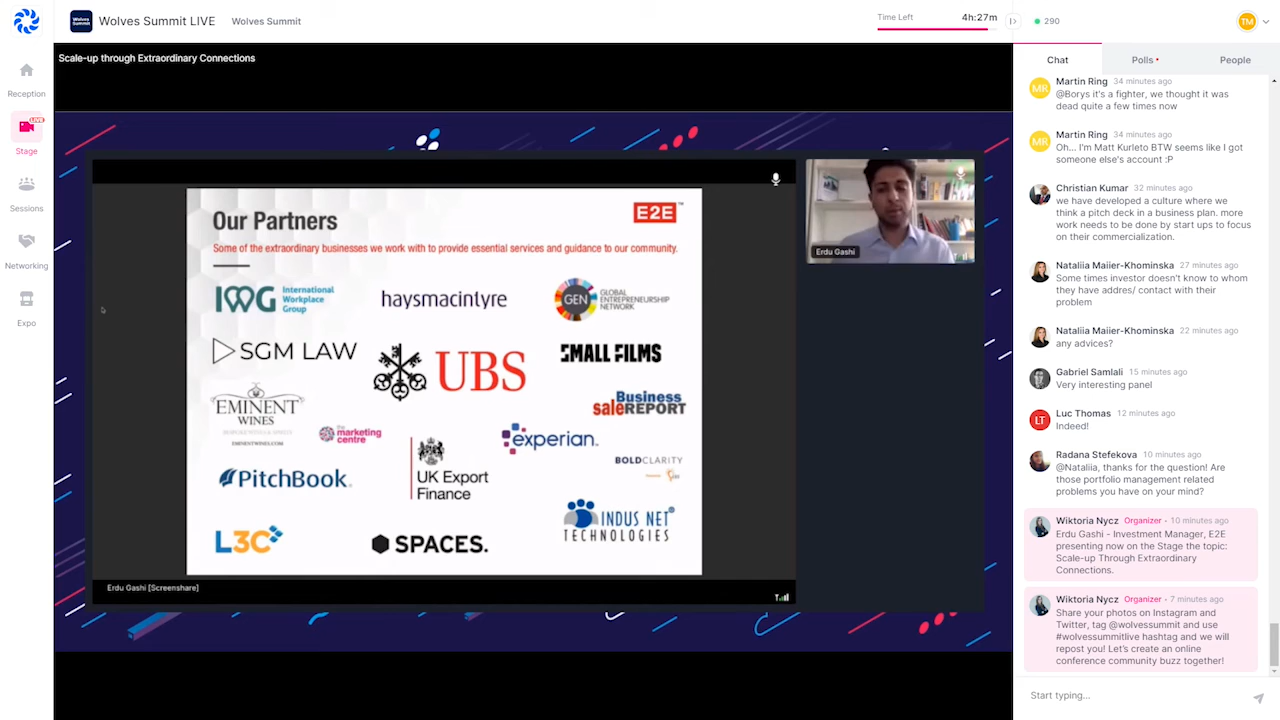 Wolves Summit
Wolves Summit LIVE
Wolves Summit
Time Left
4h:27m
290
TM
Reception
LIVE
Stage
Sessions
Networking
Expo
Scale-up through Extraordinary Connections
Our Partners
E2E™
Some of the extraordinary businesses we work with to provide essential services and guidance to our community.
IWG International
Workplace
Group
haysmacintyre
GEN GLOBAL
ENTREPRENEURSHIP
NETWORK
SGM LAW
UBS
SMALL FILMS
EMINENT
WINES
EMINENTWINES.COM
Business
saleREPORT
the
marketing
centre
experian.
PitchBook
UK Export
Finance
BOLDCLARITY
L3C
SPACES.
INDUS NET
TECHNOLOGIES
Erdu Gashi [Screenshare]
Erdu Gashi
Chat
Polls
People
MR
Martin Ring 34 minutes ago
@Borys it's a fighter, we thought it was
dead quite a few times now
MR
Martin Ring 34 minutes ago
Oh... I'm Matt Kurleto BTW seems like I got
someone else's account :P
Christian Kumar 32 minutes ago
we have developed a culture where we
think a pitch deck in a business plan. more
work needs to be done by start ups to focus
on their commercialization.
Nataliia Maiier-Khominska 27 minutes ago
Some times investor doesn't know to whom
they have addres/ contact with their
problem
Nataliia Maiier-Khominska 22 minutes ago
any advices?
Gabriel Samlali 15 minutes ago
Very interesting panel
LT
Luc Thomas 12 minutes ago
Indeed!
Radana Stefekova 10 minutes ago
@Nataliia, thanks for the question! Are
those portfolio management related
problems you have on your mind?
Wiktoria Nycz Organizer • 10 minutes ago
Erdu Gashi - Investment Manager, E2E
presenting now on the Stage the topic:
Scale-up Through Extraordinary
Connections.
Wiktoria Nycz Organizer • 7 minutes ago
Share your photos on Instagram and
Twitter, tag @wolvessummit and use
#wolvessummitlive hashtag and we will
repost you! Let's create an online
conference community buzz together!
Start typing...